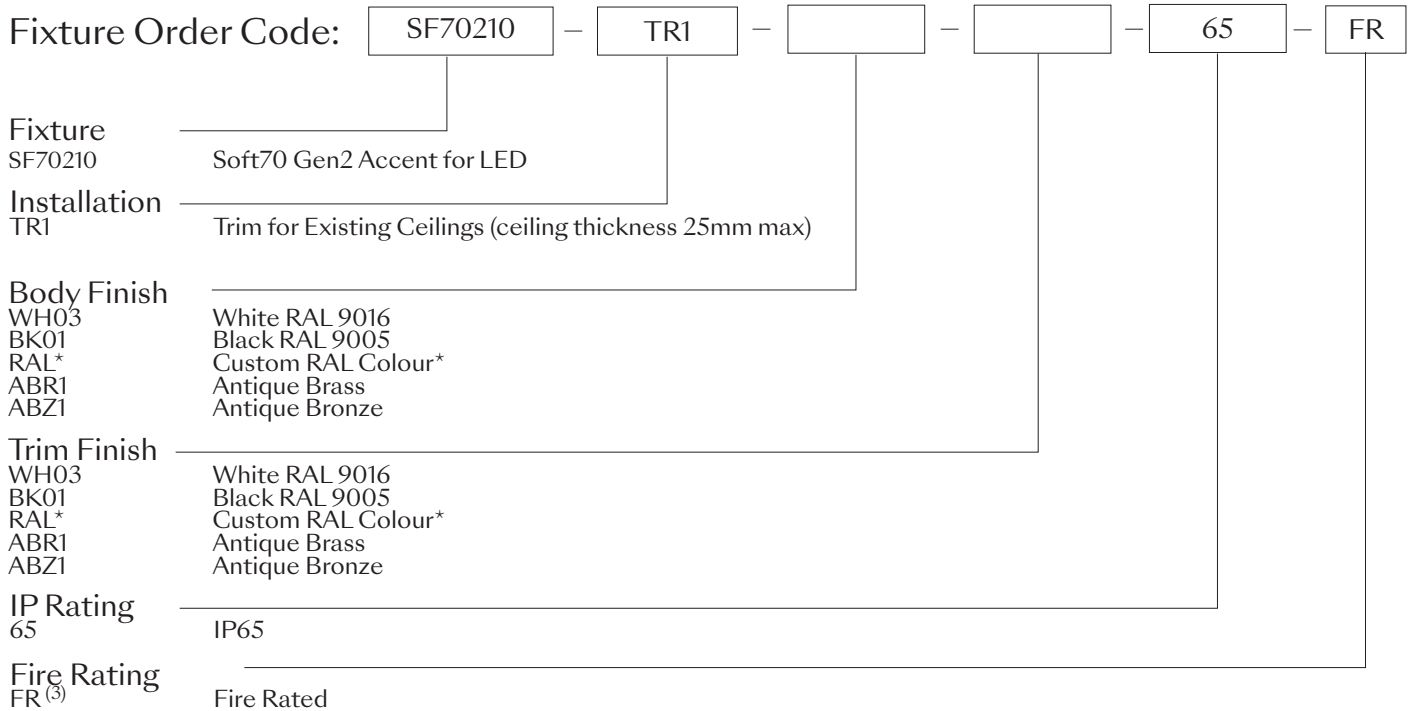 Fixture Order Code: SF70210 – TR1 – – – 65 – FR
Fixture
SF70210 Soft70 Gen2 Accent for LED
Installation
TR1 Trim for Existing Ceilings (ceiling thickness 25mm max)
Body Finish
WH03 White RAL 9016
BK01 Black RAL 9005
RAL* Custom RAL Colour*
ABR1 Antique Brass
ABZ1 Antique Bronze
Trim Finish
WH03 White RAL 9016
BK01 Black RAL 9005
RAL* Custom RAL Colour*
ABR1 Antique Brass
ABZ1 Antique Bronze
IP Rating
65 IP65
Fire Rating
FR (3) Fire Rated